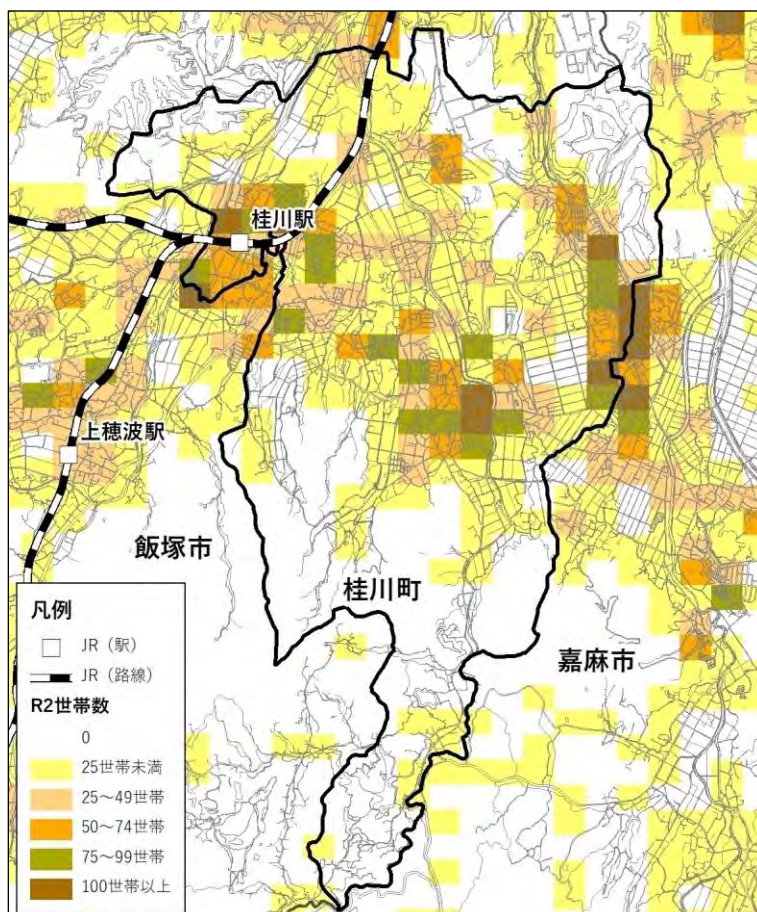 桂川駅
上穂波駅
飯塚市
桂川町
嘉麻市
凡例
JR（駅）
JR（路線）
R2世帯数
0
25世帯未満
25～49世帯
50～74世帯
75～99世帯
100世帯以上